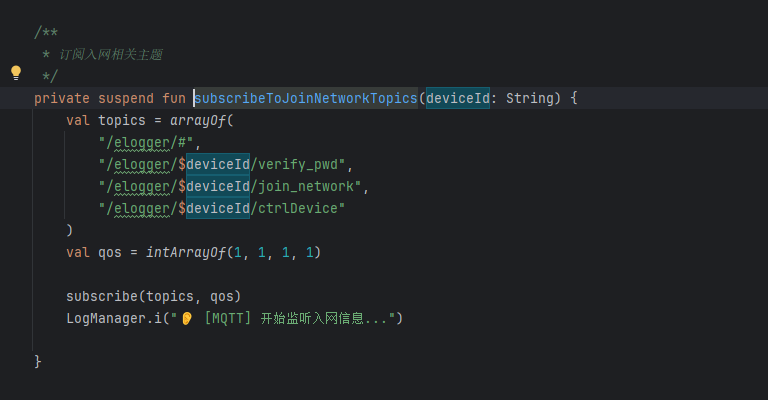 /**
 * 订阅入网相关主题
 */
private suspend fun subscribeToJoinNetworkTopics(deviceId: String) {
    val topics = arrayOf(
        "/elogger/#",
        "/elogger/$deviceId/verify_pwd",
        "/elogger/$deviceId/join_network",
        "/elogger/$deviceId/ctrlDevice"
    )
    val qos = intArrayOf(1, 1, 1, 1)
    subscribe(topics, qos)
    LogManager.i("👂 [MQTT] 开始监听入网信息...")
}